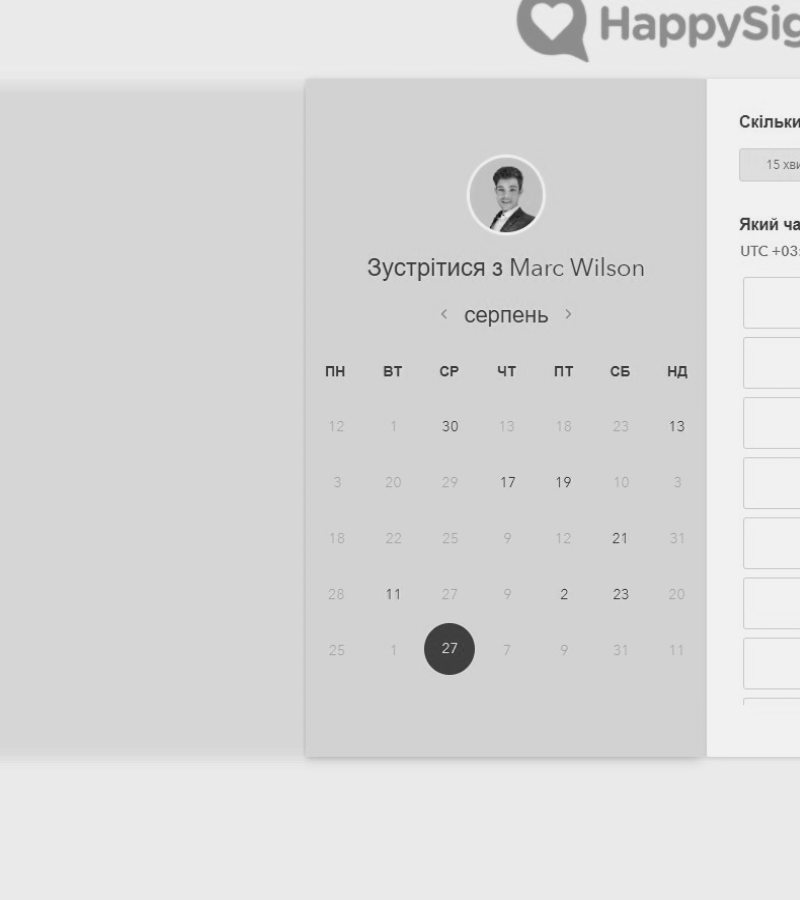 HappySig
Зустрітися з Marc Wilson
‹ серпень ›
ПН ВТ СР ЧТ ПТ СБ НД
12 1 30 13 18 23 13
3 20 29 17 19 10 3
18 22 25 9 12 21 31
28 11 27 9 2 23 20
25 1 27 7 9 31 11
Скільки
15 хви
Який ча
UTC +03: